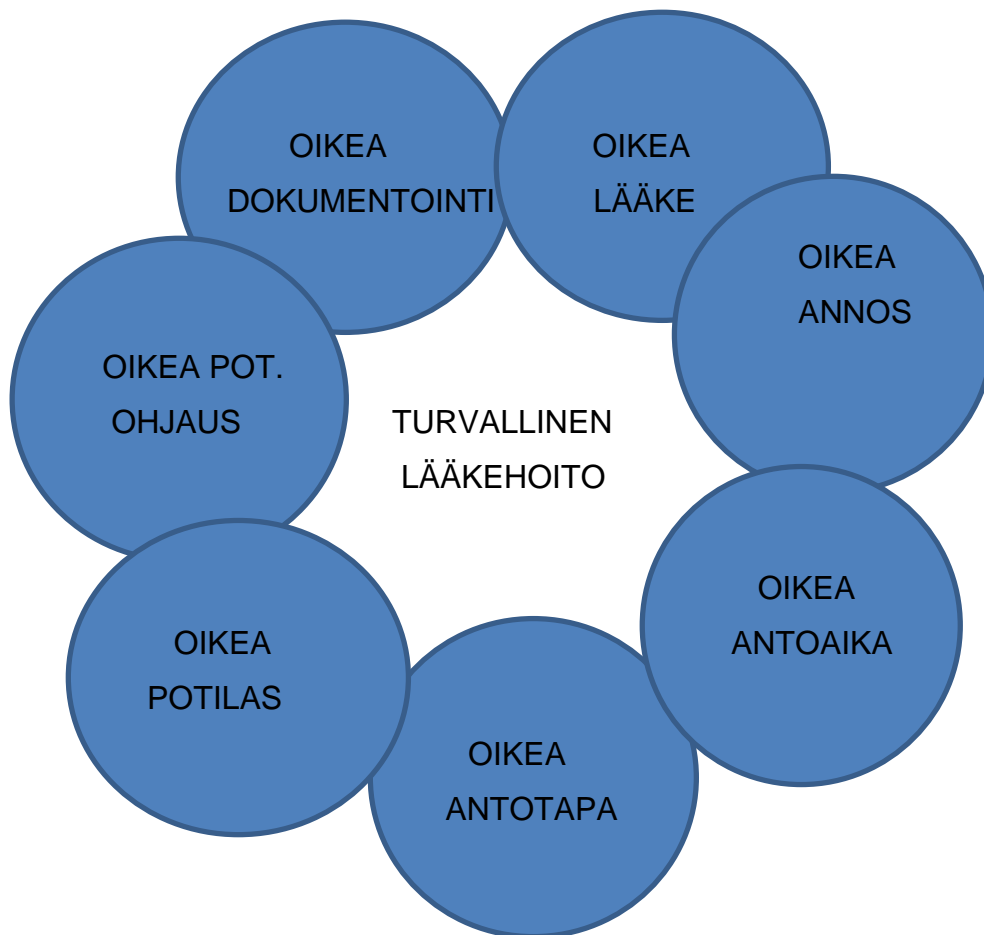 OIKEA
DOKUMENTOINTI
OIKEA
LÄÄKE
OIKEA
ANNOS
OIKEA POT.
OHJAUS
TURVALLINEN
LÄÄKEHOITO
OIKEA
ANTOAIKA
OIKEA
POTILAS
OIKEA
ANTOTAPA